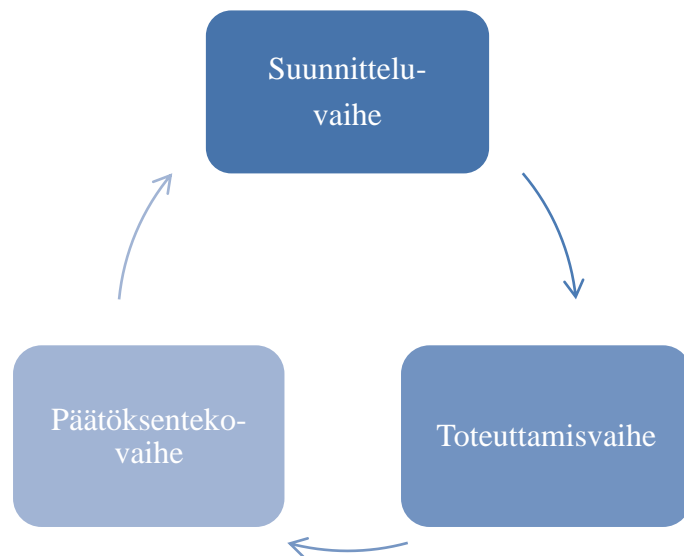 Suunnittelu-
vaihe
Päätöksenteko-
vaihe
Toteuttamisvaihe